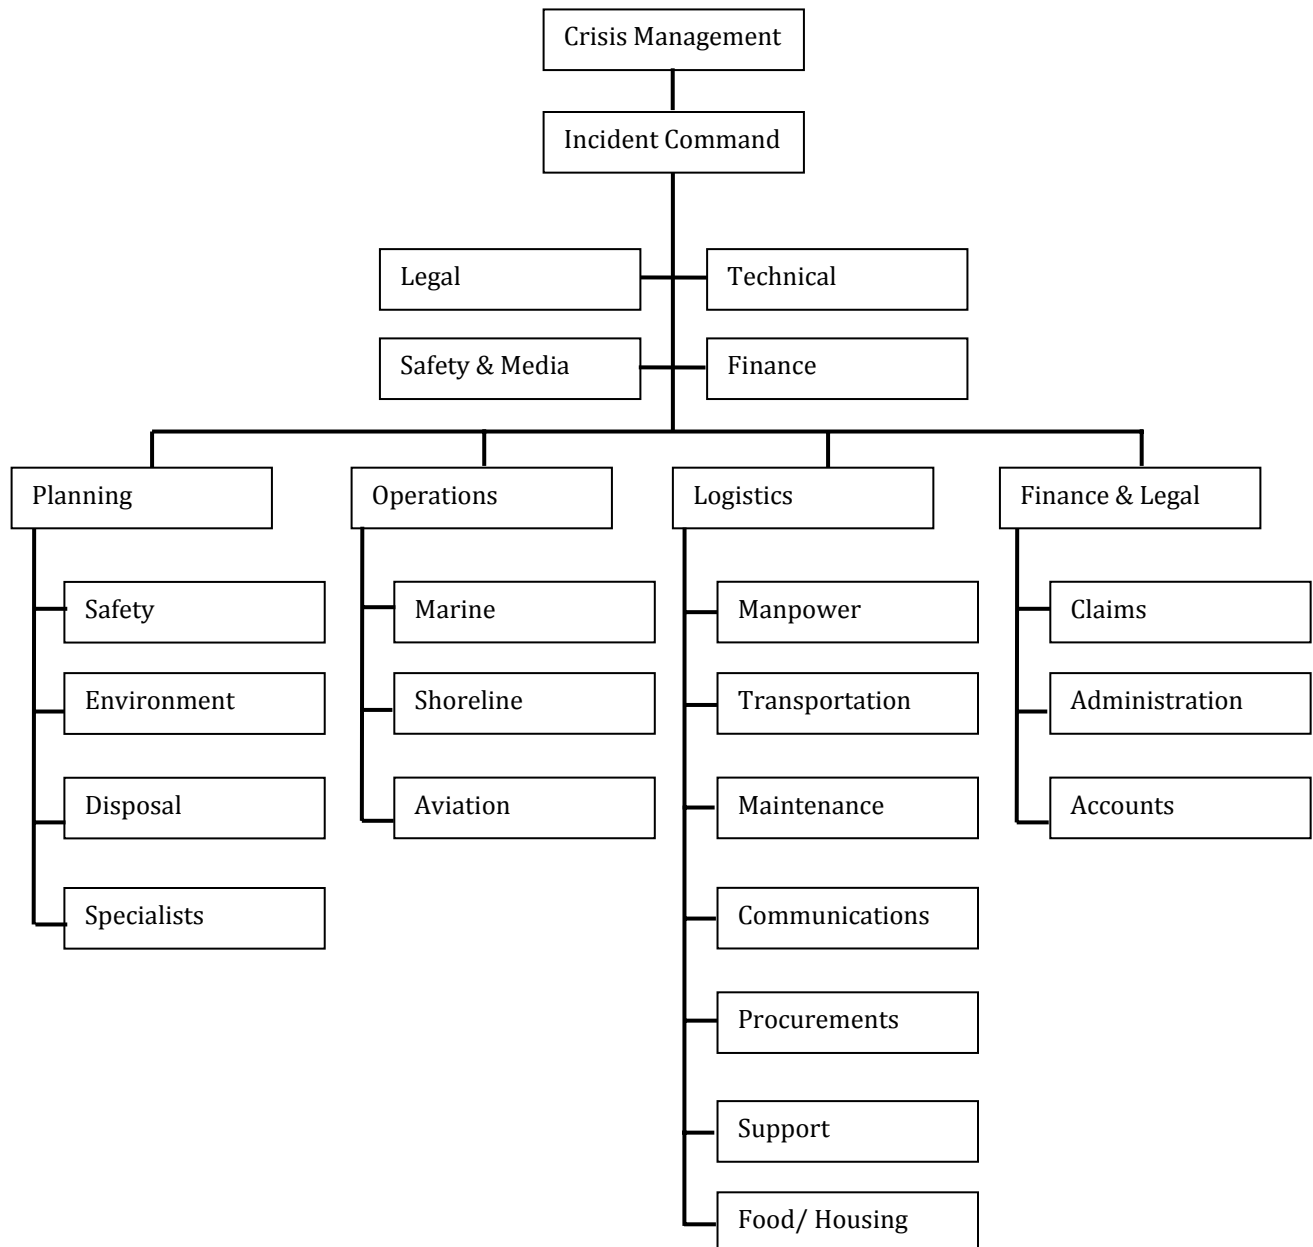 Crisis Management
Incident Command
Legal
Technical
Safety & Media
Finance
Planning
Operations
Logistics
Finance & Legal
Safety
Marine
Manpower
Claims
Environment
Shoreline
Transportation
Administration
Disposal
Aviation
Maintenance
Accounts
Specialists
Communications
Procurements
Support
Food/ Housing